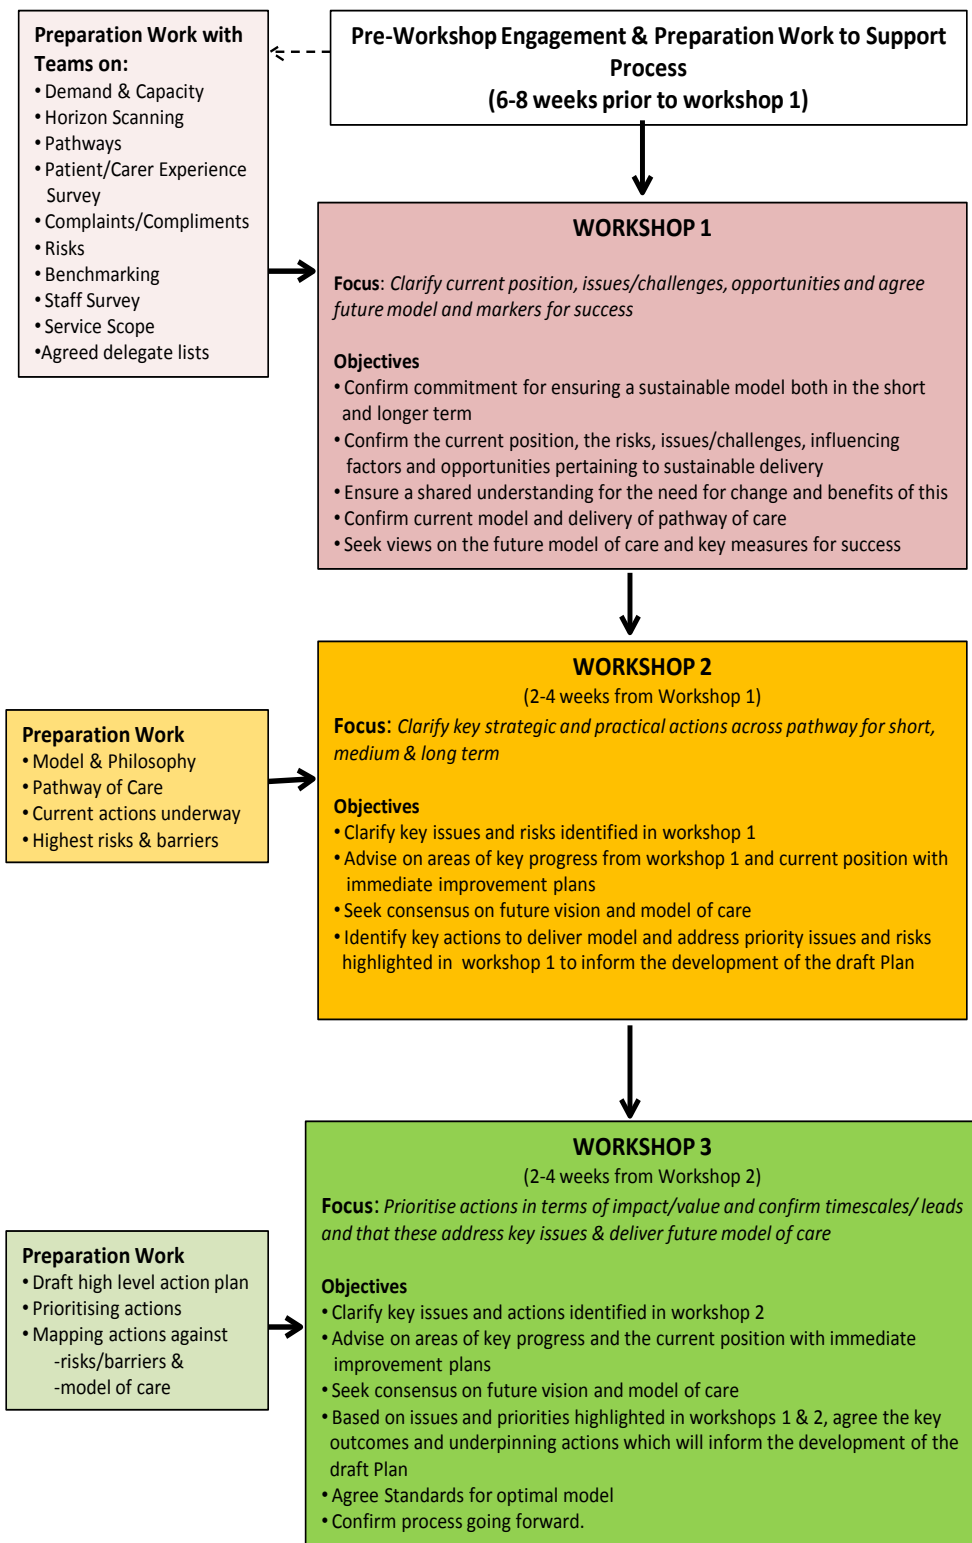 Preparation Work with
Teams on:
• Demand & Capacity
• Horizon Scanning
• Pathways
• Patient/Carer Experience
Survey
• Complaints/Compliments
• Risks
• Benchmarking
• Staff Survey
• Service Scope
•Agreed delegate lists
Pre-Workshop Engagement & Preparation Work to Support
Process
(6-8 weeks prior to workshop 1)
WORKSHOP 1
Focus: Clarify current position, issues/challenges, opportunities and agree
future model and markers for success
Objectives
• Confirm commitment for ensuring a sustainable model both in the short
and longer term
• Confirm the current position, the risks, issues/challenges, influencing
factors and opportunities pertaining to sustainable delivery
• Ensure a shared understanding for the need for change and benefits of this
• Confirm current model and delivery of pathway of care
• Seek views on the future model of care and key measures for success
Preparation Work
• Model & Philosophy
• Pathway of Care
• Current actions underway
• Highest risks & barriers
WORKSHOP 2
(2-4 weeks from Workshop 1)
Focus: Clarify key strategic and practical actions across pathway for short,
medium & long term
Objectives
• Clarify key issues and risks identified in workshop 1
• Advise on areas of key progress from workshop 1 and current position with
immediate improvement plans
• Seek consensus on future vision and model of care
• Identify key actions to deliver model and address priority issues and risks
highlighted in workshop 1 to inform the development of the draft Plan
Preparation Work
• Draft high level action plan
• Prioritising actions
• Mapping actions against
-risks/barriers &
-model of care
WORKSHOP 3
(2-4 weeks from Workshop 2)
Focus: Prioritise actions in terms of impact/value and confirm timescales/ leads
and that these address key issues & deliver future model of care
Objectives
• Clarify key issues and actions identified in workshop 2
• Advise on areas of key progress and the current position with immediate
improvement plans
• Seek consensus on future vision and model of care
• Based on issues and priorities highlighted in workshops 1 & 2, agree the key
outcomes and underpinning actions which will inform the development of the
draft Plan
• Agree Standards for optimal model
• Confirm process going forward.